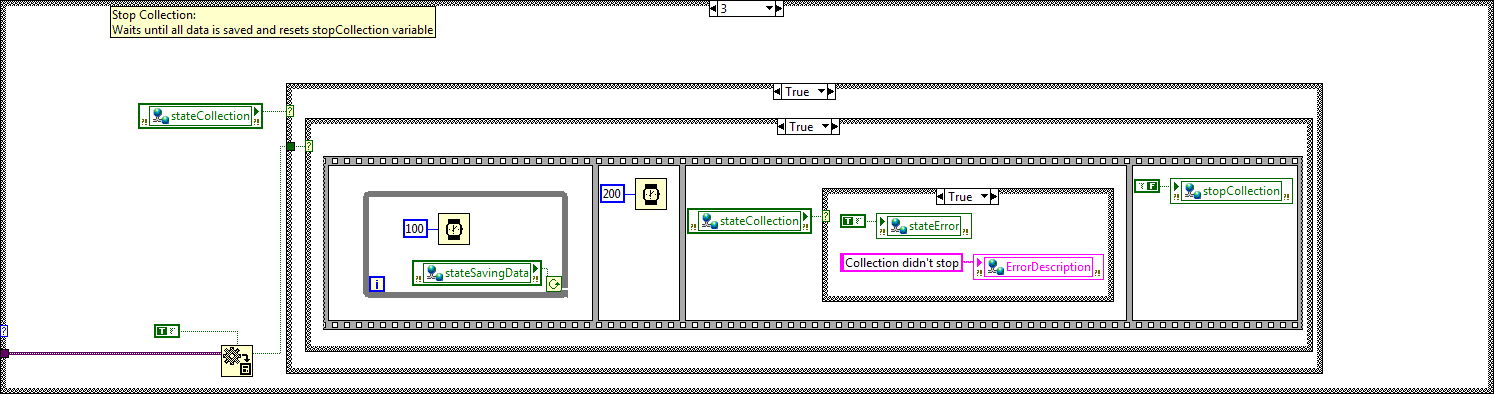 Stop Collection:
Waits until all data is saved and resets stopCollection variable
3
True
stateCollection
?
True
?
100
?! stateSavingData ?!
i
200
?! stateCollection ?!
?
True
T
?! stateError ?!
Collection didn't stop
?! ErrorDescription ?!
F
?! stopCollection ?!
?
T